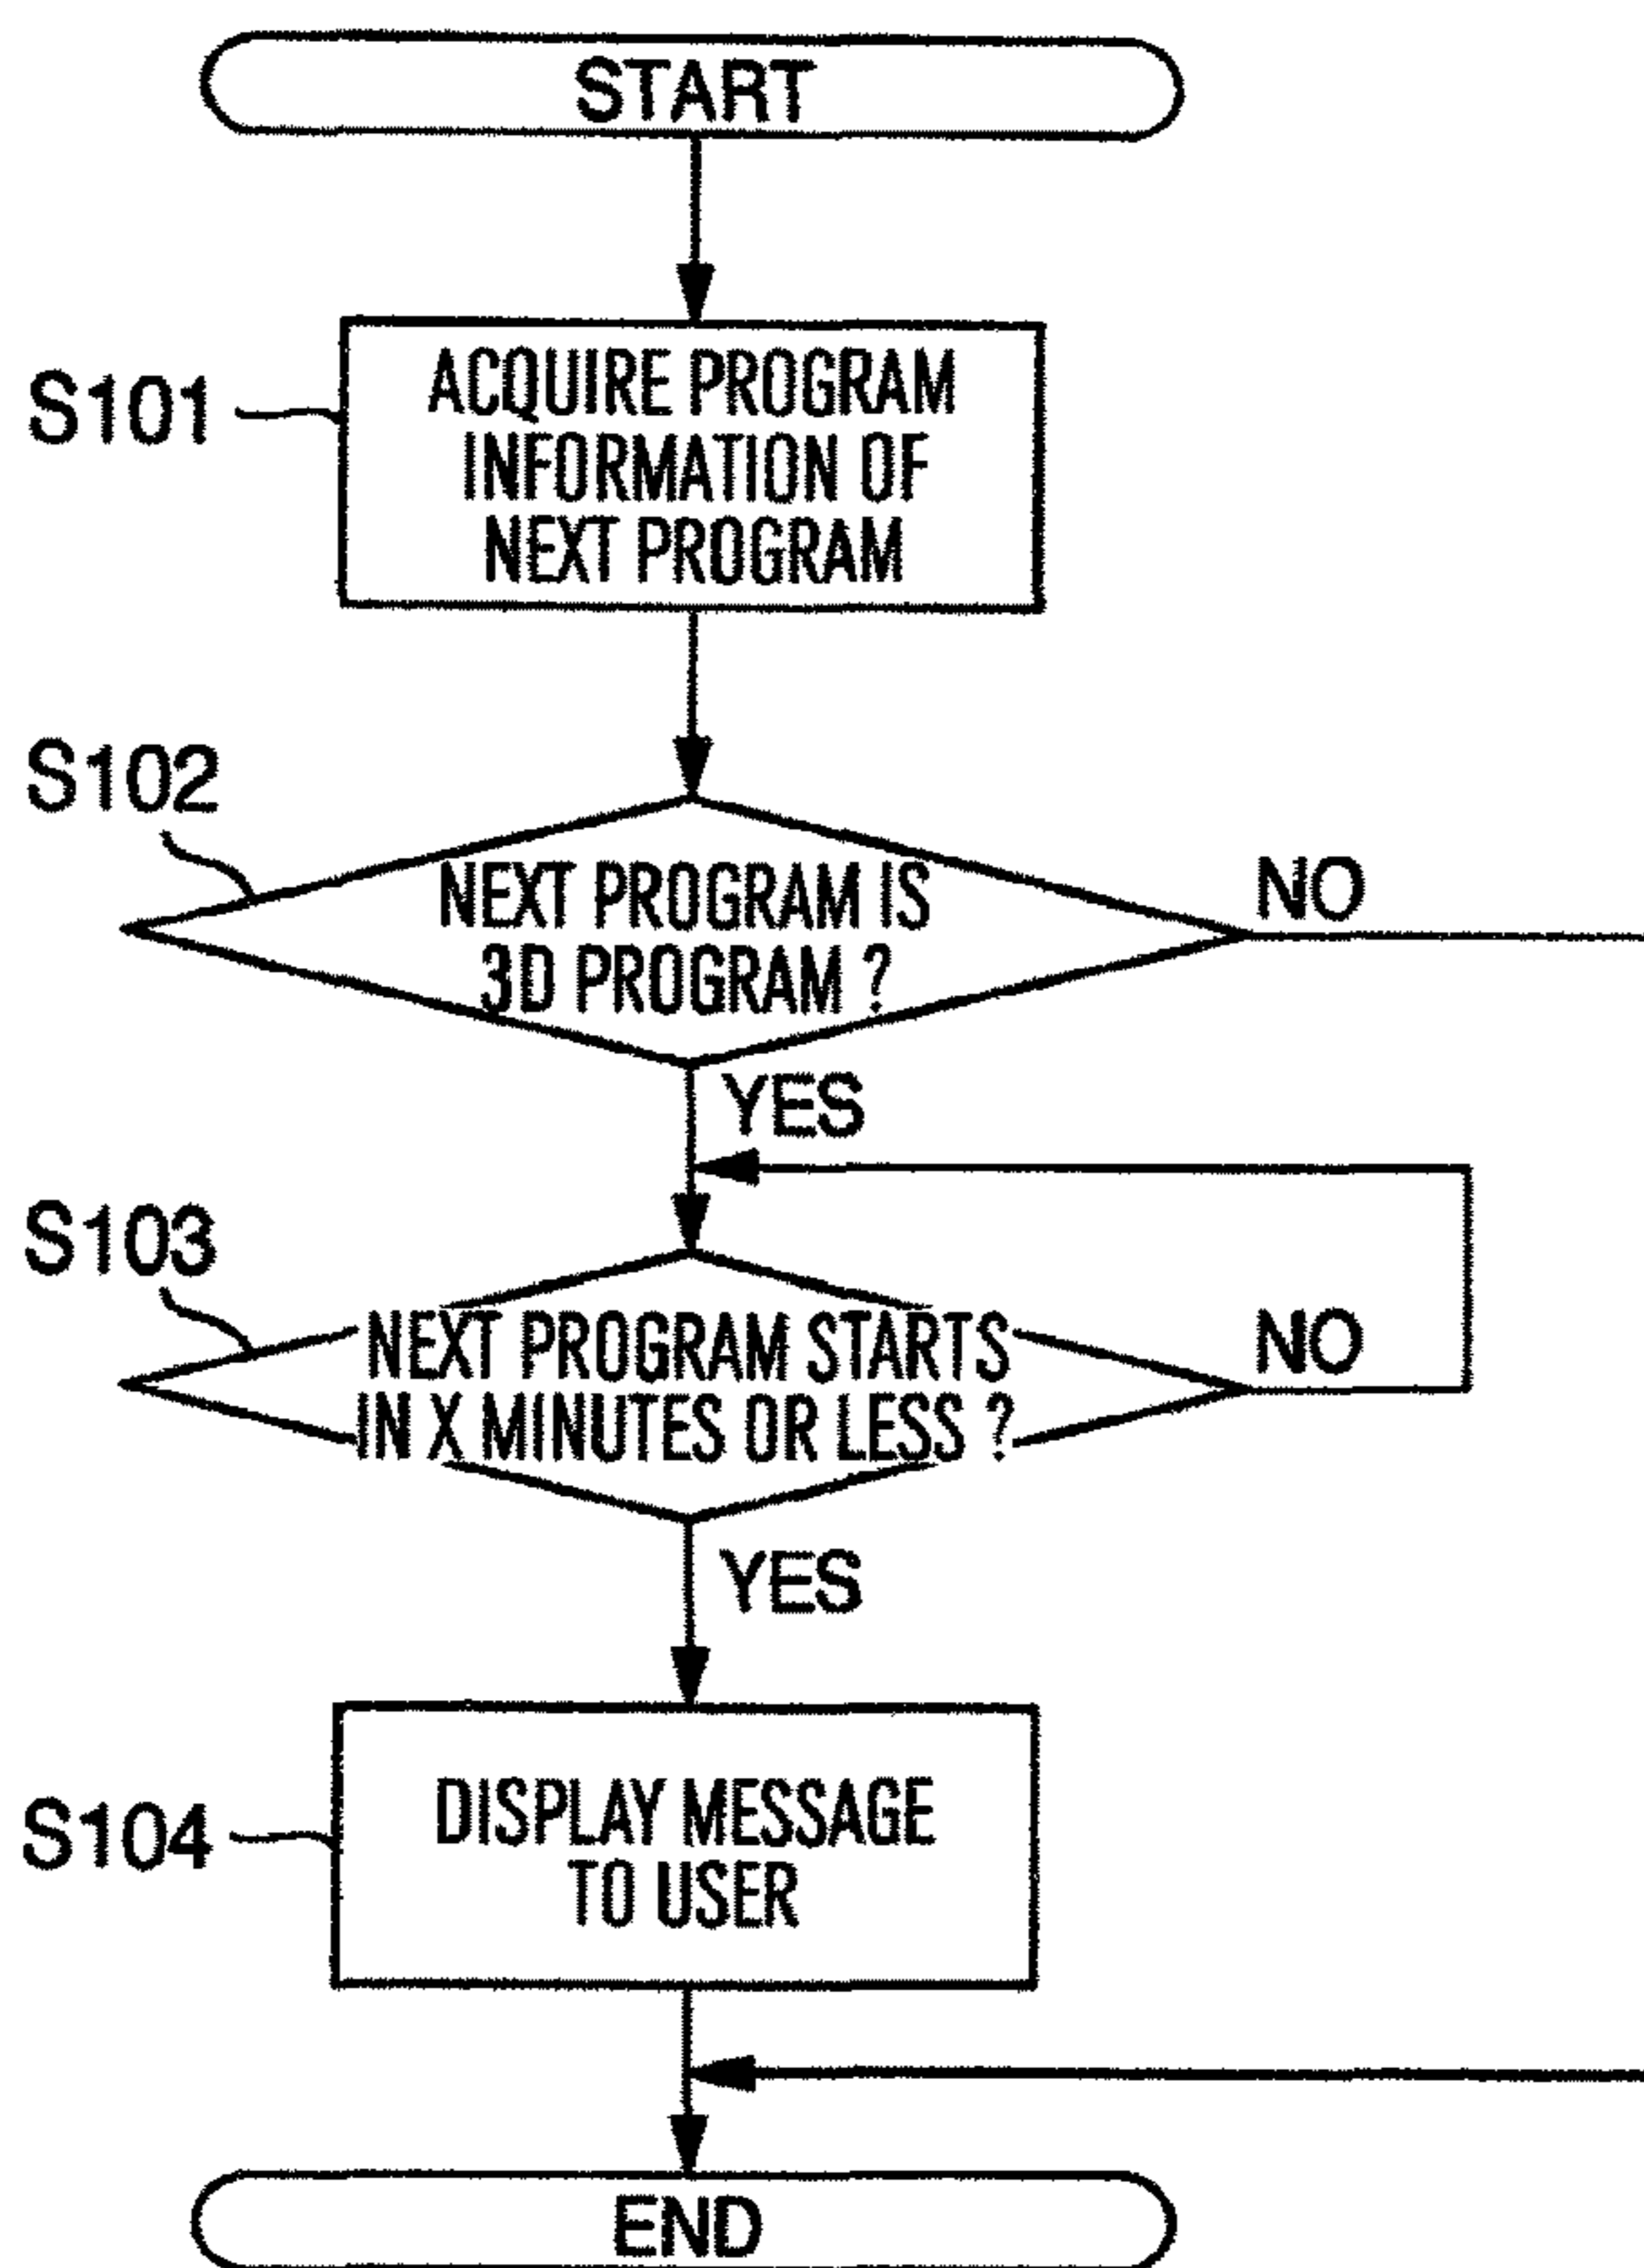 START
S101
ACQUIRE PROGRAM
INFORMATION OF
NEXT PROGRAM
S102
NEXT PROGRAM IS
3D PROGRAM ?
NO
YES
S103
NEXT PROGRAM STARTS
IN X MINUTES OR LESS ?
NO
YES
S104
DISPLAY MESSAGE
TO USER
END